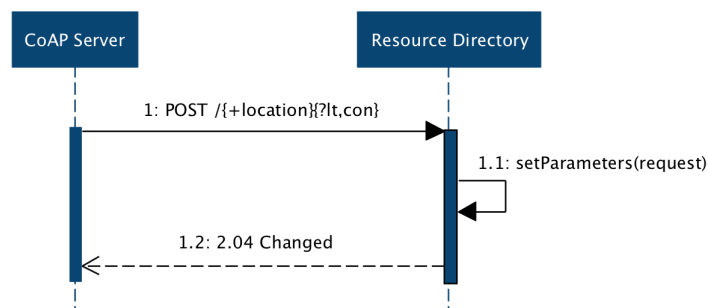 CoAP Server
Resource Directory
1: POST /{+location}{?lt,con}
1.1: setParameters(request)
1.2: 2.04 Changed